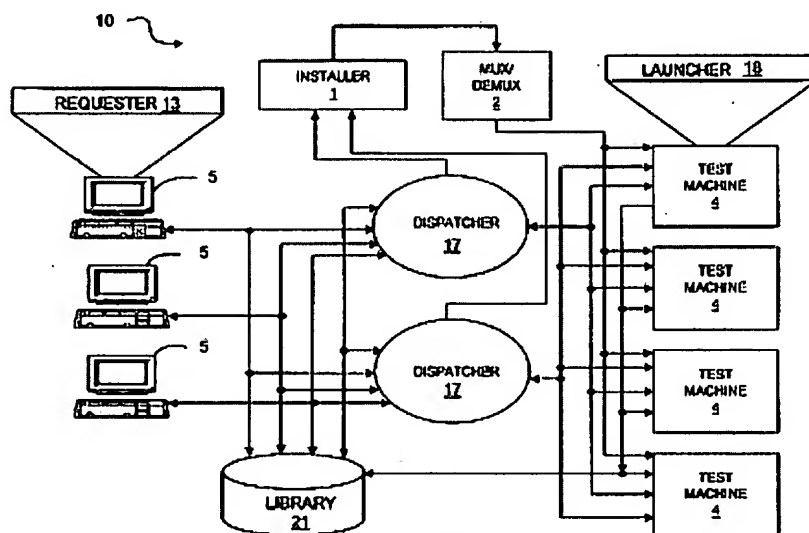 10
INSTALLER
1
MUX/
DEMUX
2
LAUNCHER 18
REQUESTER 13
5
TEST
MACHINE
4
DISPATCHER
17
5
TEST
MACHINE
4
5
DISPATCHER
17
TEST
MACHINE
4
LIBRARY
21
TEST
MACHINE
4